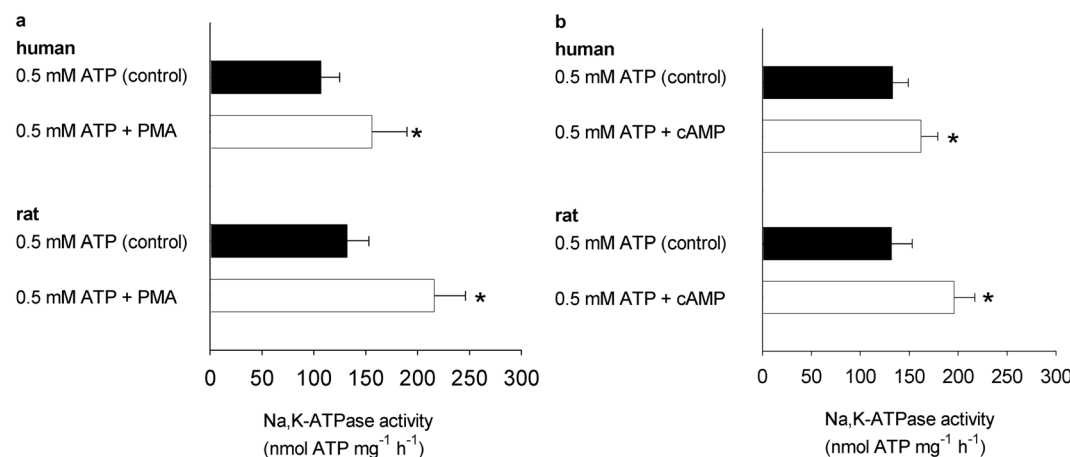 a
human
0.5 mM ATP (control)
0.5 mM ATP + PMA
*
rat
0.5 mM ATP (control)
0.5 mM ATP + PMA
*
0 50 100 150 200 250 300
Na,K-ATPase activity
(nmol ATP mg⁻¹ h⁻¹)
b
human
0.5 mM ATP (control)
0.5 mM ATP + cAMP
*
rat
0.5 mM ATP (control)
0.5 mM ATP + cAMP
*
0 50 100 150 200 250 300
Na,K-ATPase activity
(nmol ATP mg⁻¹ h⁻¹)